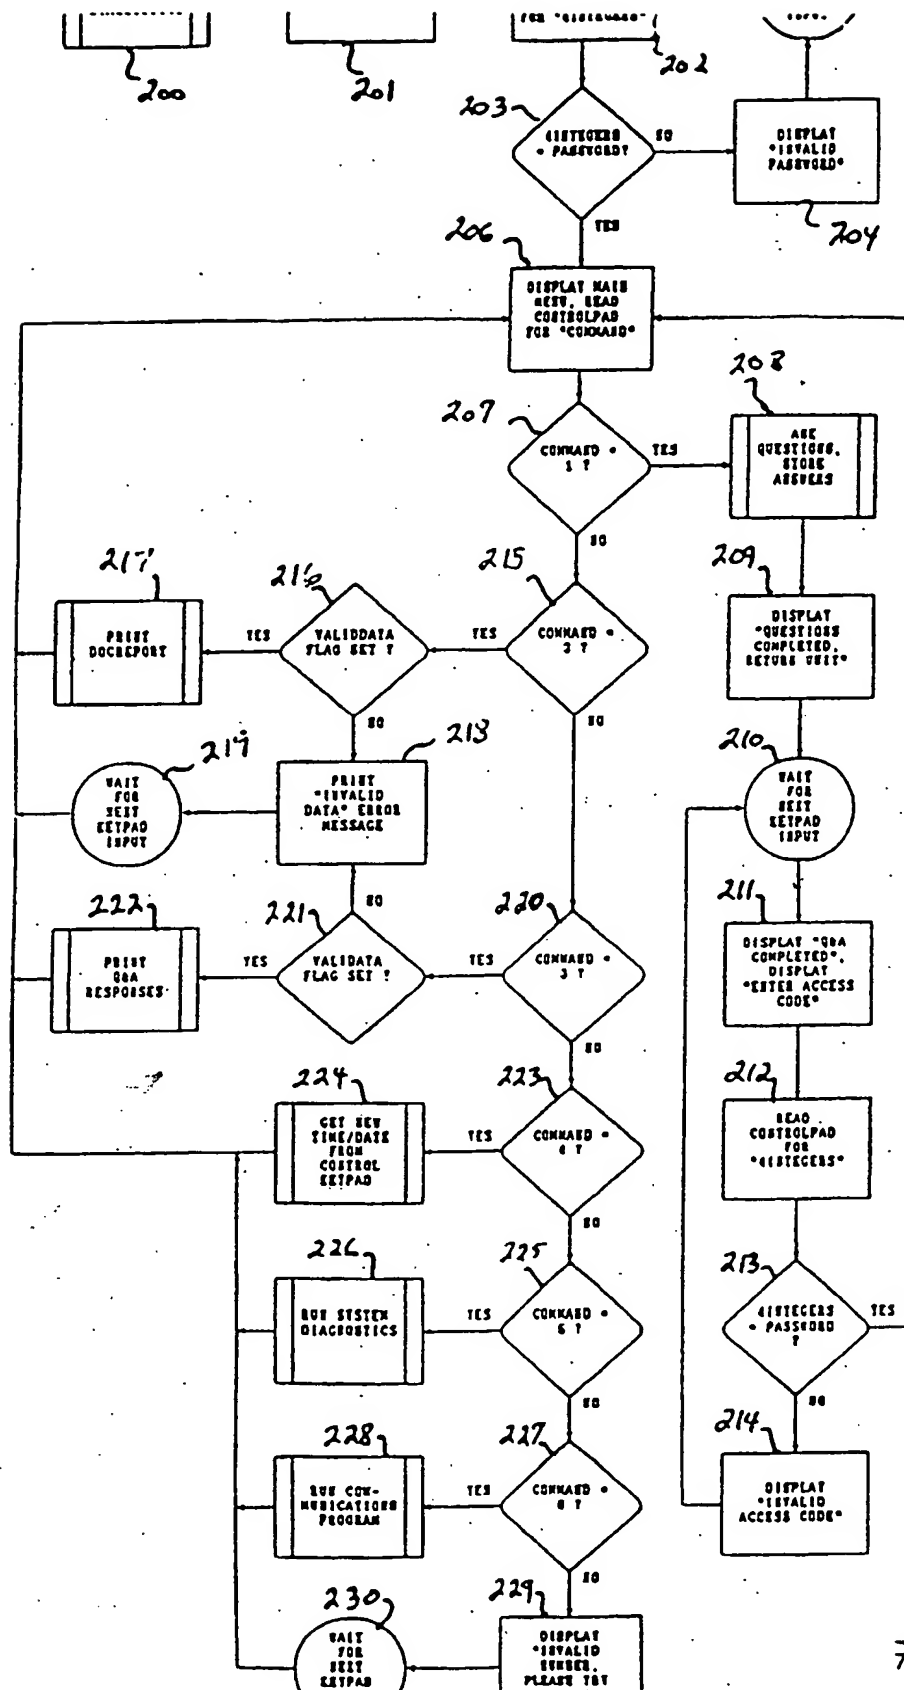 FOR "4INTEGERS"
200
201
202
203
4INTEGERS
= PASSWORD?
NO
YES
DISPLAY
"INVALID
PASSWORD"
204
206
DISPLAY MAIN
MENU, READ
CONTROLPAD
FOR "COMMAND"
207
COMMAND =
1 ?
YES
NO
208
ASK
QUESTIONS,
STORE
ANSWERS
209
DISPLAY
"QUESTIONS
COMPLETED,
RETURN UNIT"
215
COMMAND =
2 ?
YES
NO
216
VALIDDATA
FLAG SET ?
YES
NO
217
PRINT
DOCREPORT
218
PRINT
"INVALID
DATA" ERROR
MESSAGE
219
WAIT
FOR
NEXT
KEYPAD
INPUT
210
WAIT
FOR
NEXT
KEYPAD
INPUT
220
COMMAND =
3 ?
YES
NO
221
VALIDATA
FLAG SET ?
YES
NO
222
PRINT
Q&A
RESPONSES
211
DISPLAY "Q&A
COMPLETED",
DISPLAY
"ENTER ACCESS
CODE"
212
READ
CONTROLPAD
FOR
"4INTEGERS"
223
COMMAND =
4 ?
YES
NO
224
GET NEW
TIME/DATE
FROM
CONTROL
KEYPAD
213
4INTEGERS
= PASSWORD
?
YES
NO
225
COMMAND =
5 ?
YES
NO
226
RUN SYSTEM
DIAGNOSTICS
214
DISPLAY
"INVALID
ACCESS CODE"
227
COMMAND =
6 ?
YES
NO
228
RUN COM-
MUNICATIONS
PROGRAM
229
DISPLAY
"INVALID
NUMBER,
PLEASE TRY
230
WAIT
FOR
NEXT
KEYPAD